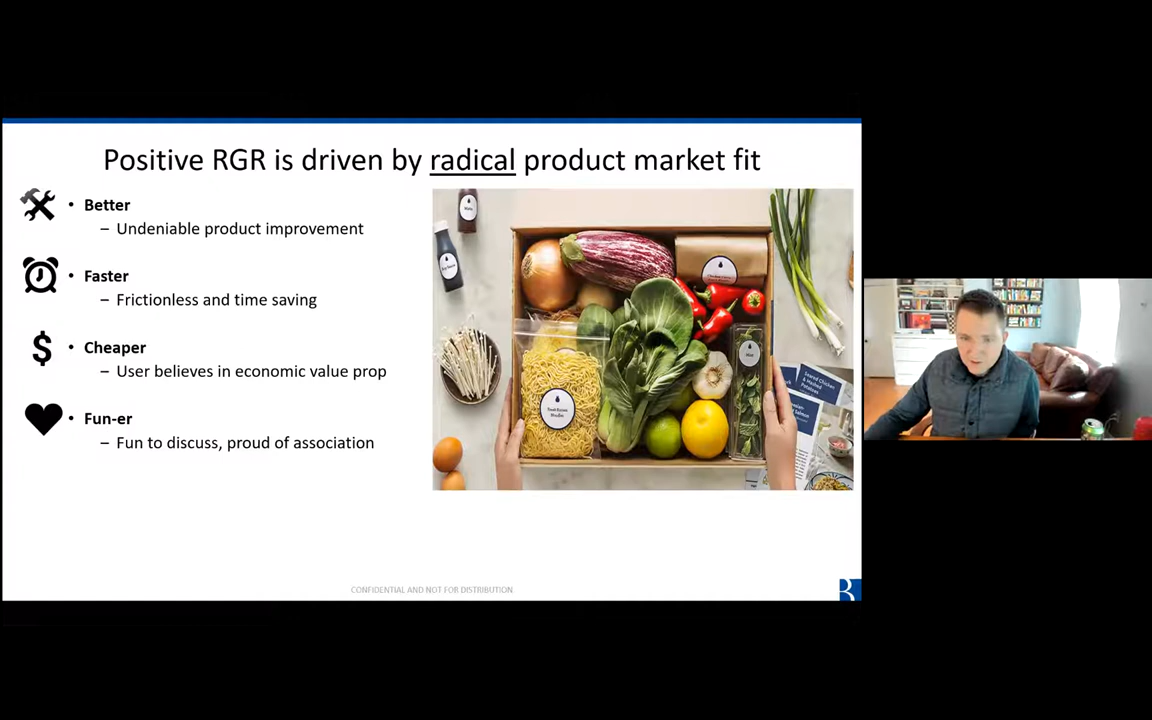 Positive RGR is driven by radical product market fit
• Better
– Undeniable product improvement
• Faster
– Frictionless and time saving
• Cheaper
– User believes in economic value prop
• Fun-er
– Fun to discuss, proud of association
CONFIDENTIAL AND NOT FOR DISTRIBUTION